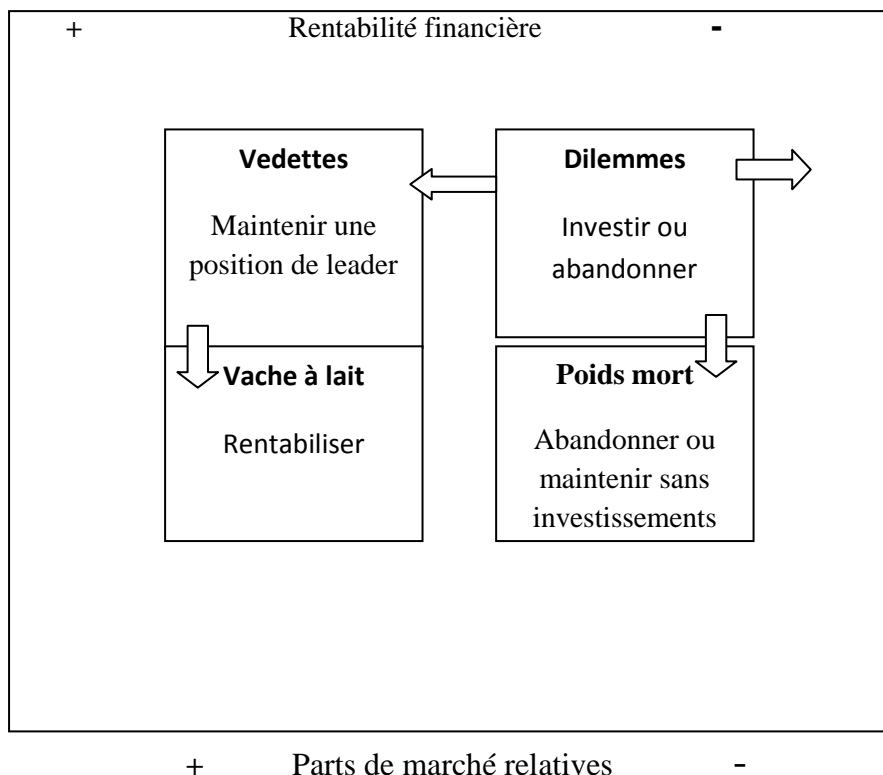 + Rentabilité financière -
Vedettes
Maintenir une
position de leader
Dilemmes
Investir ou
abandonner
Vache à lait
Rentabiliser
Poids mort
Abandonner ou
maintenir sans
investissements
+ Parts de marché relatives -